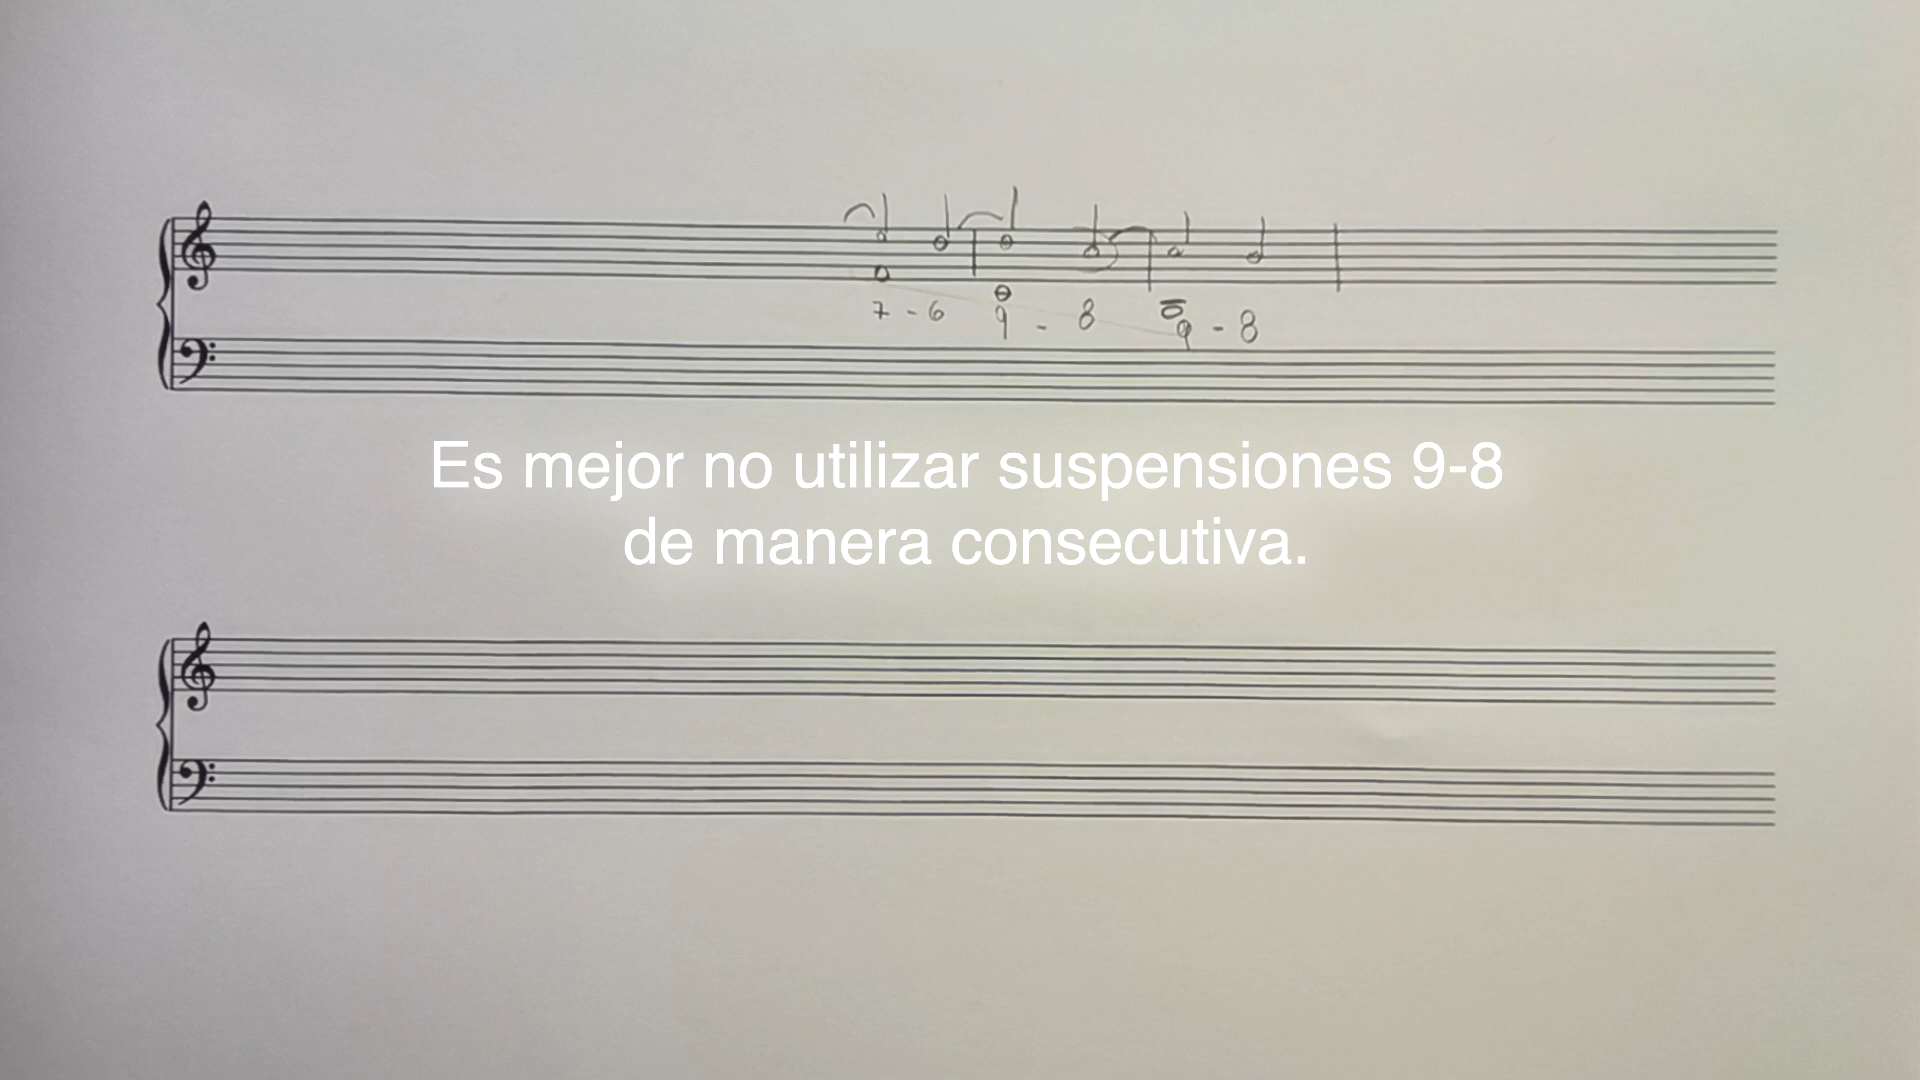 7 - 6 9 - 8 9 - 8
Es mejor no utilizar suspensiones 9-8
de manera consecutiva.